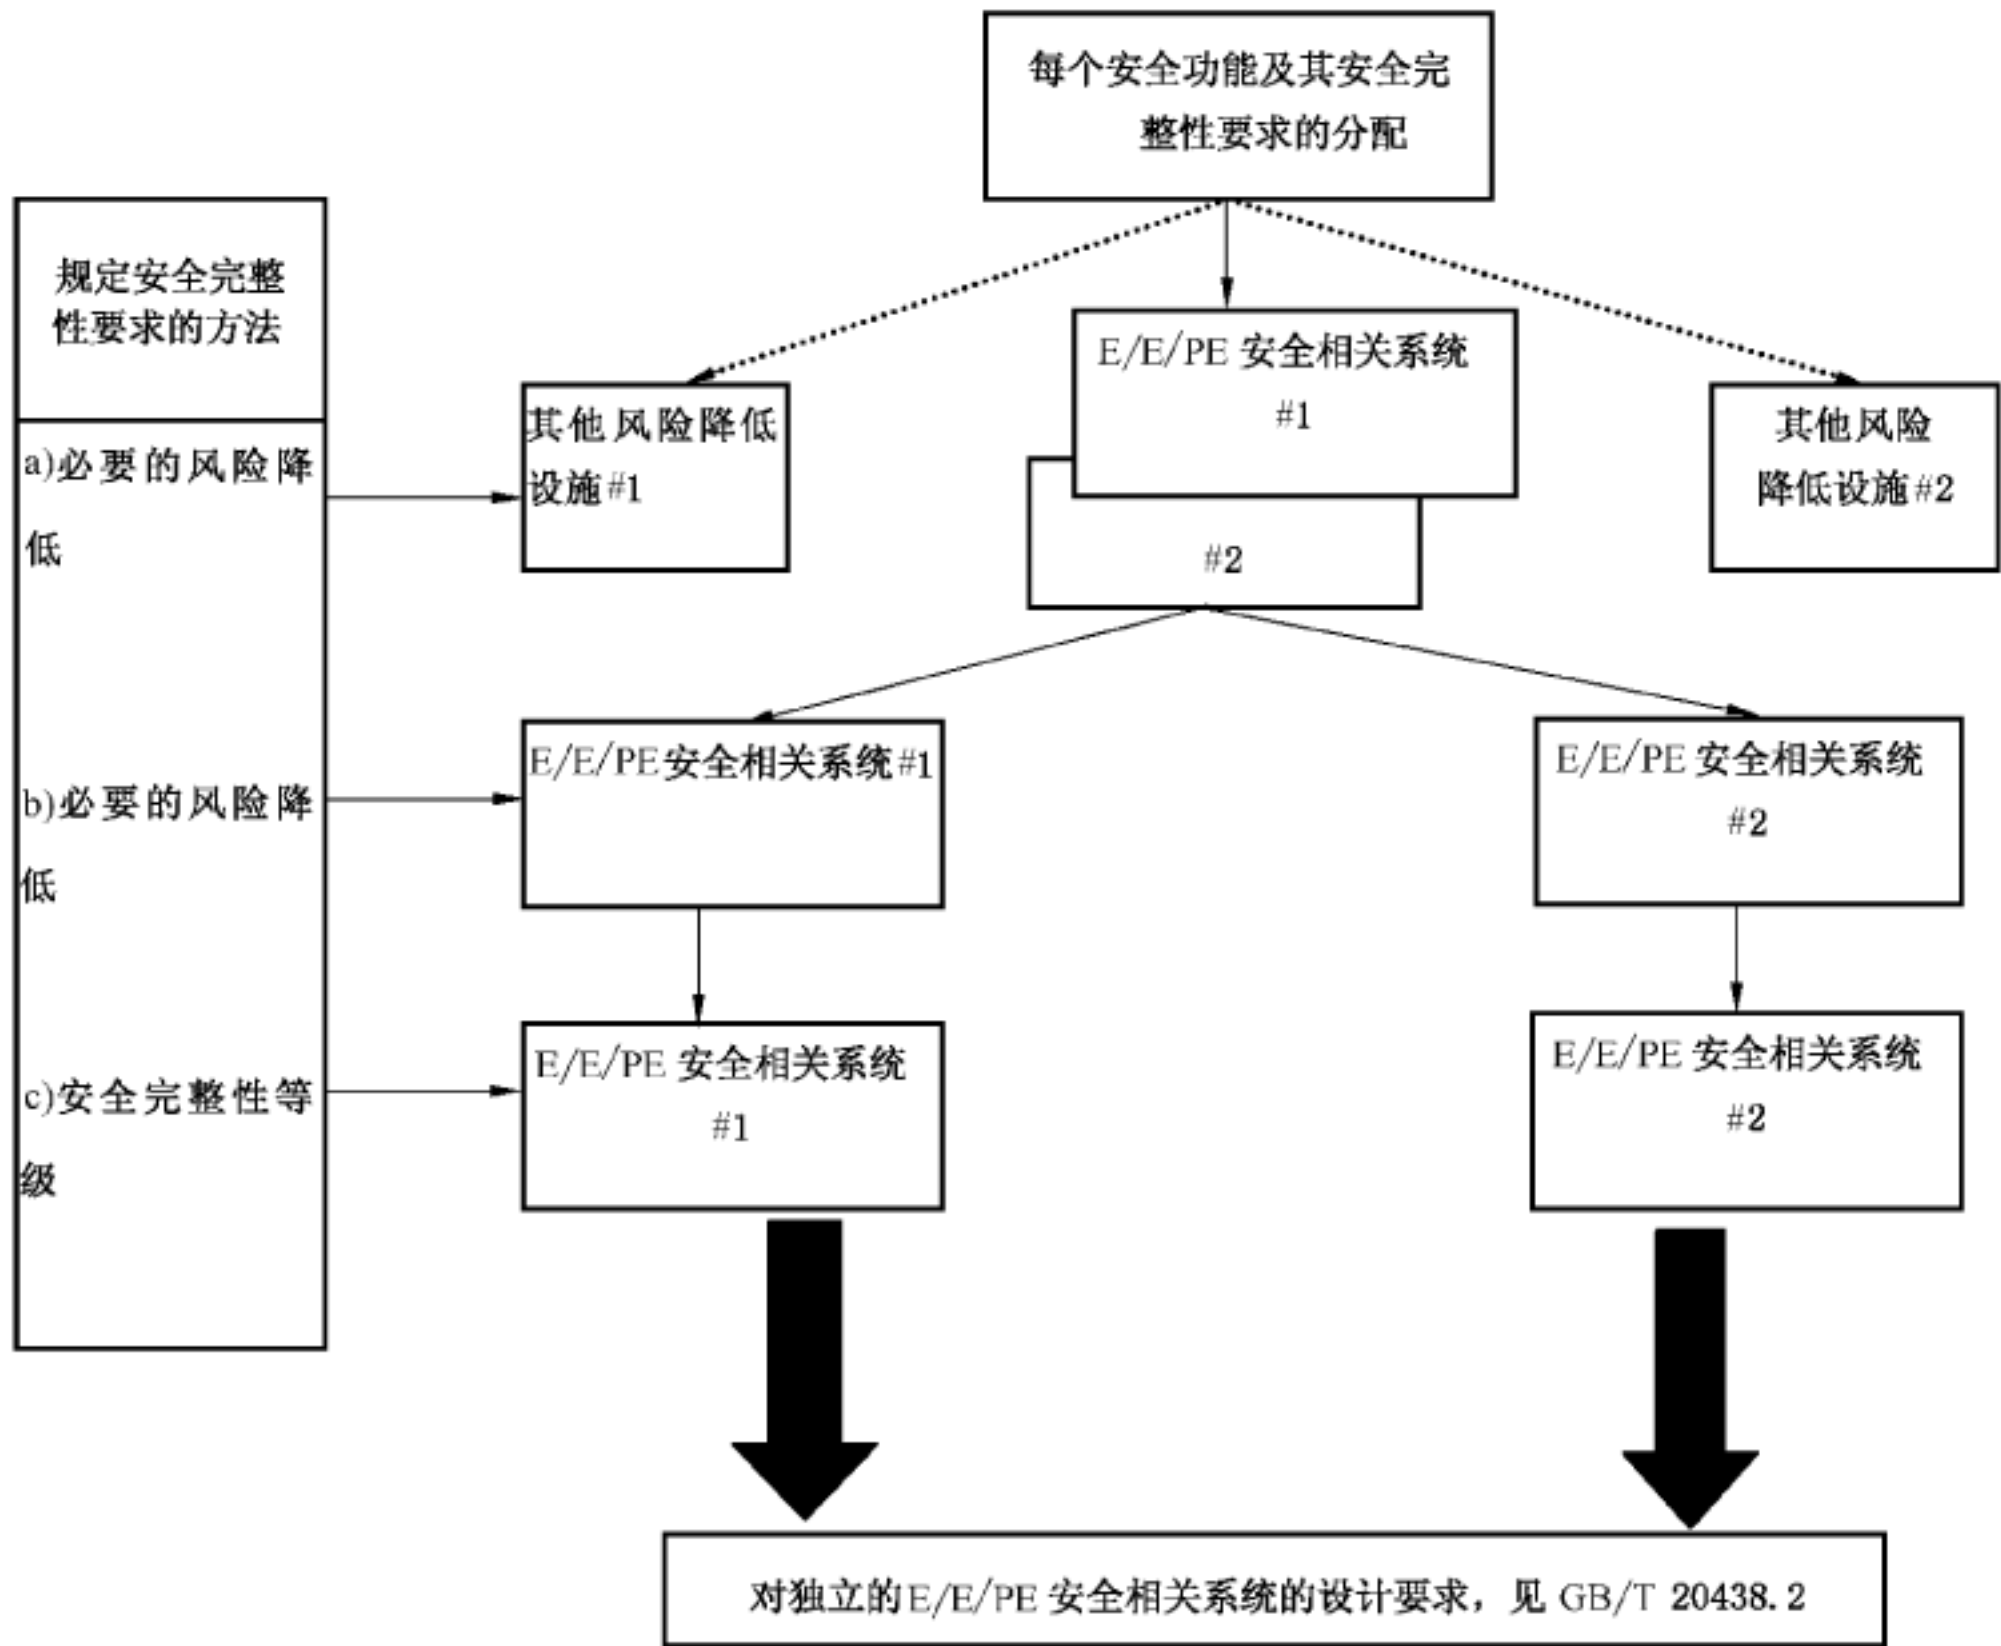 每个安全功能及其安全完
整性要求的分配
规定安全完整
性要求的方法
a)必要的风险降
低
b)必要的风险降
低
c)安全完整性等
级
其他风险降低
设施#1
E/E/PE 安全相关系统
#1
#2
其他风险
降低设施#2
E/E/PE安全相关系统#1
E/E/PE 安全相关系统
#2
E/E/PE 安全相关系统
#1
E/E/PE 安全相关系统
#2
对独立的E/E/PE 安全相关系统的设计要求，见 GB/T 20438.2